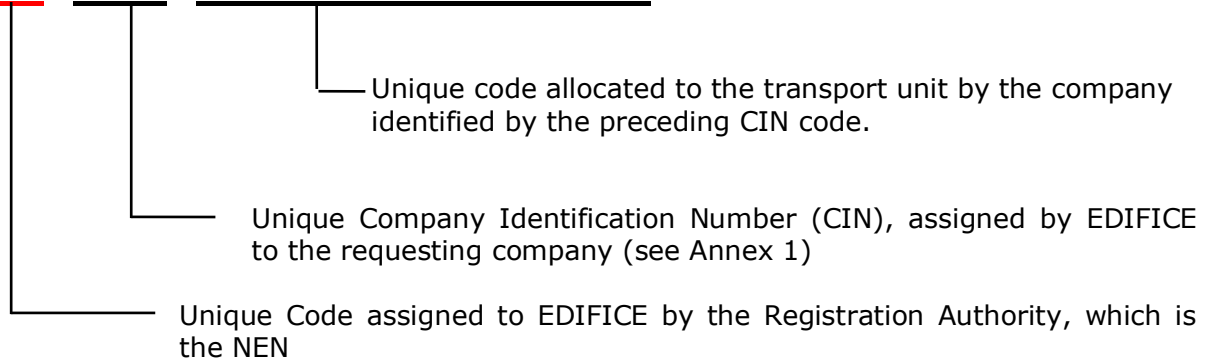 Unique code allocated to the transport unit by the company
identified by the preceding CIN code.
Unique Company Identification Number (CIN), assigned by EDIFICE
to the requesting company (see Annex 1)
Unique Code assigned to EDIFICE by the Registration Authority, which is
the NEN